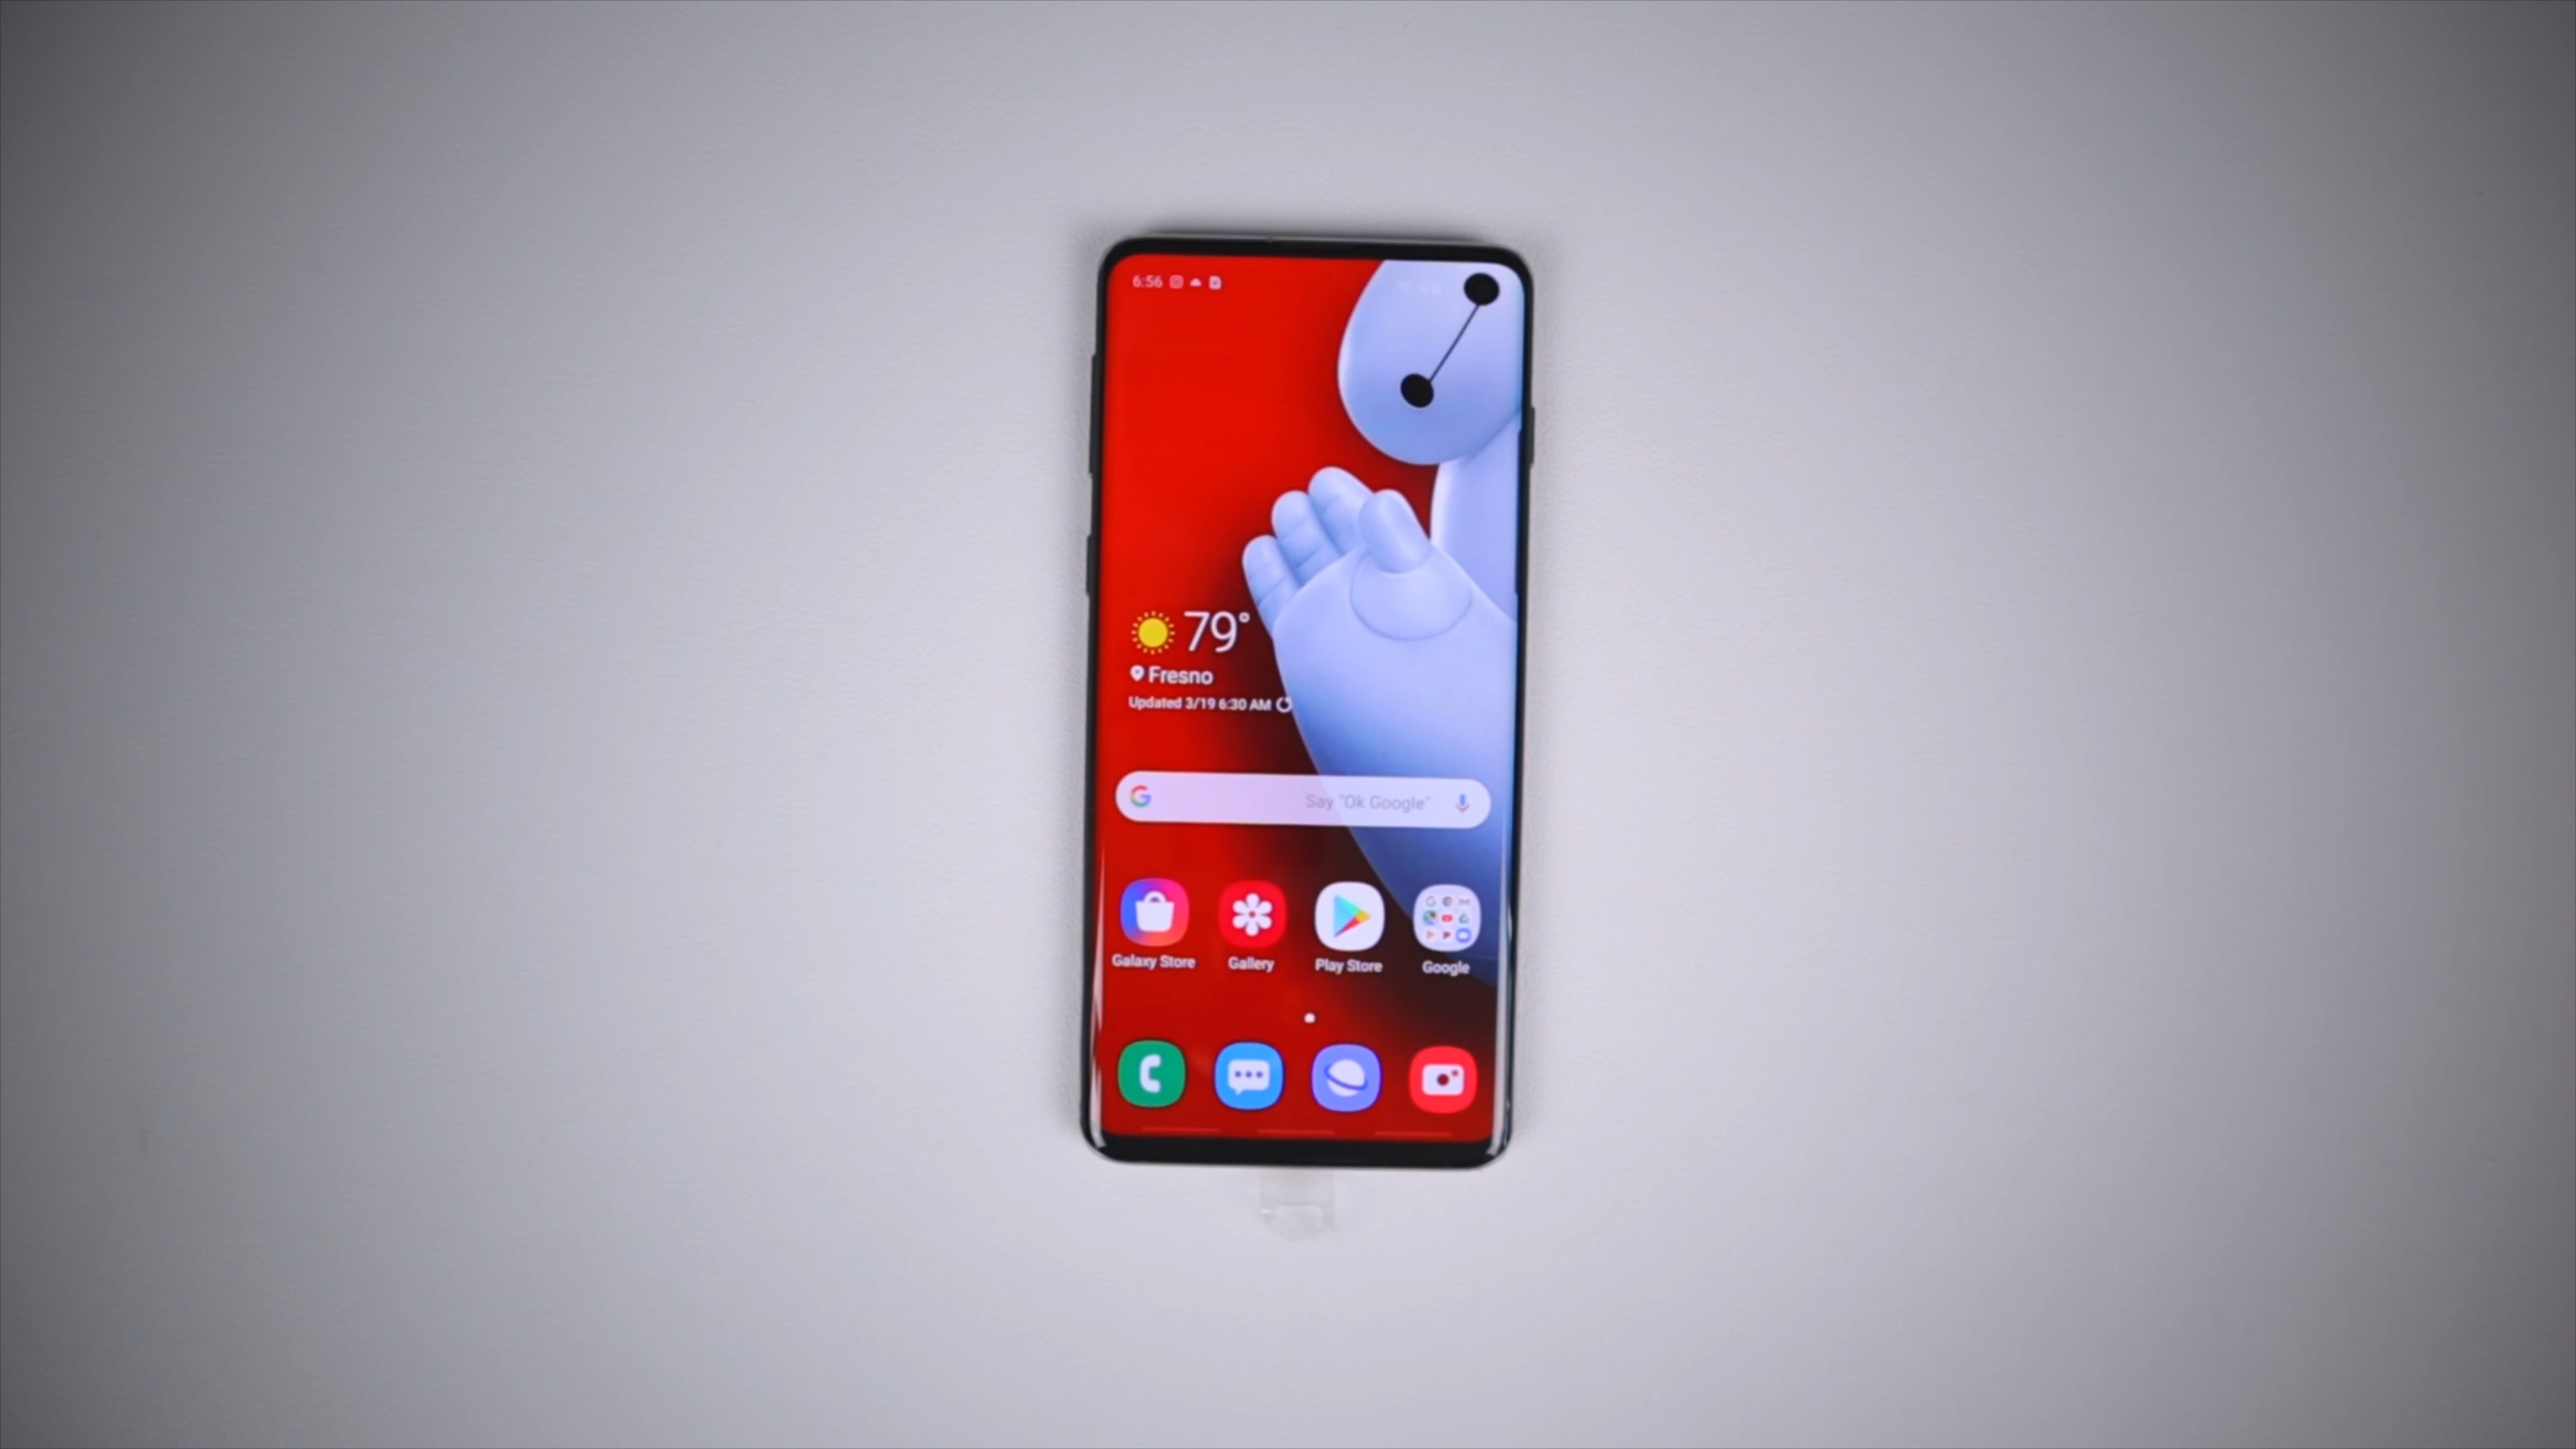 6:56
79°
Fresno
Updated 3/19 6:30 AM
Say "Ok Google"
Galaxy Store
Gallery
Play Store
Google